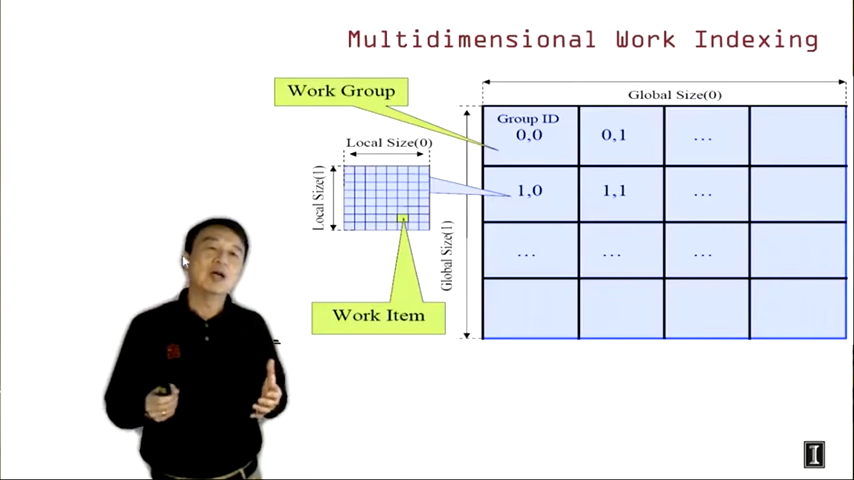 Multidimensional Work Indexing
Work Group
Global Size(0)
Group ID
0,0
0,1
...
Local Size(0)
Local Size(1)
1,0
1,1
...
Global Size(1)
...
...
...
Work Item
I